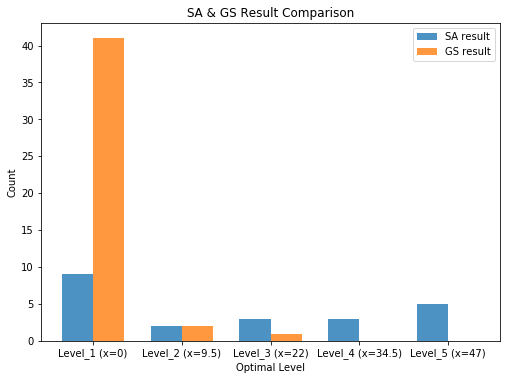 SA & GS Result Comparison
SA result
GS result
Count
40
35
30
25
20
15
10
5
0
Level_1 (x=0) Level_2 (x=9.5) Level_3 (x=22) Level_4 (x=34.5) Level_5 (x=47)
Optimal Level